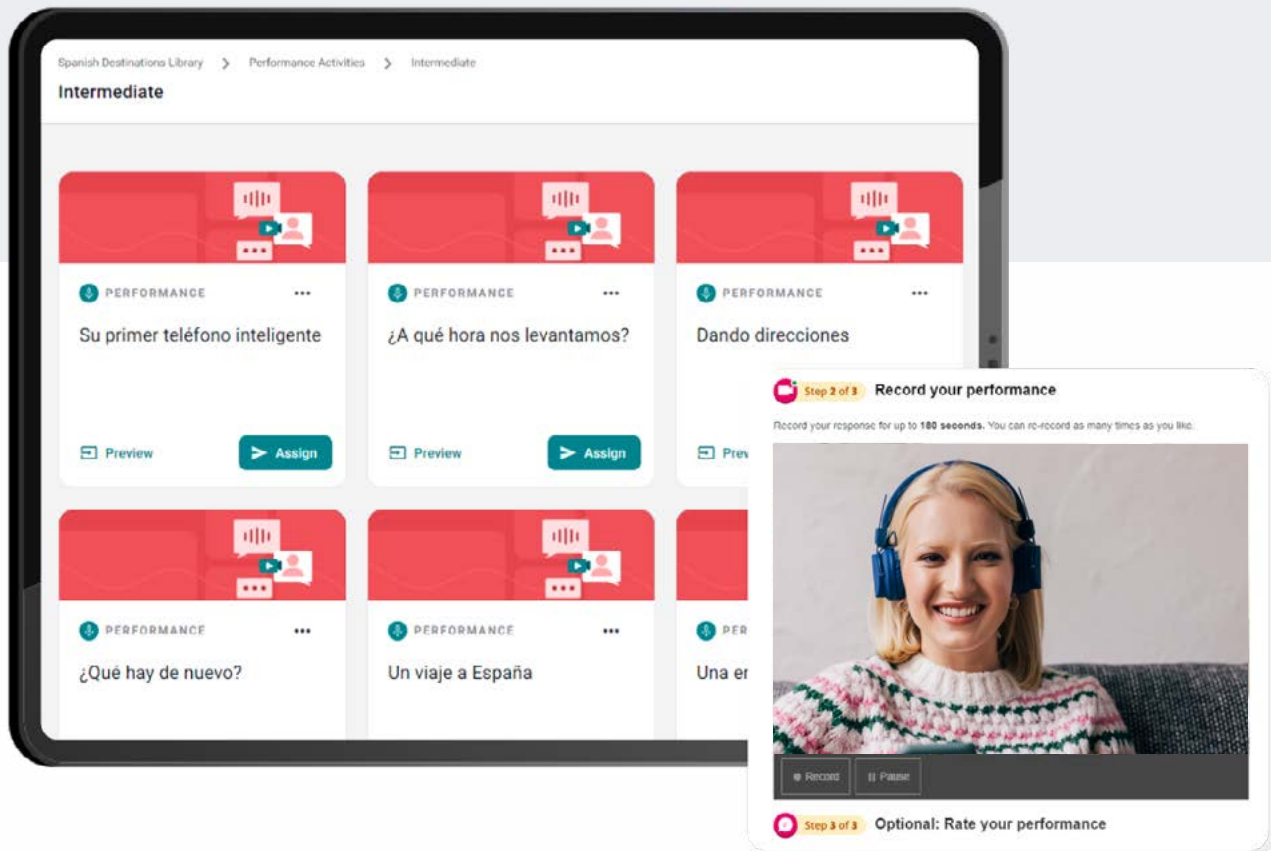 Spanish Destinations Library > Performance Activities > Intermediate
Intermediate
PERFORMANCE ...
Su primer teléfono inteligente
Preview Assign
PERFORMANCE ...
¿A qué hora nos levantamos?
Preview Assign
PERFORMANCE ...
Dando direcciones
PERFORMANCE ...
¿Qué hay de nuevo?
PERFORMANCE ...
Un viaje a España
Una
Step 2 of 3 Record your performance
Record your response for up to 180 seconds. You can re-record as many times as you like.
Record Pause
Step 3 of 3 Optional: Rate your performance